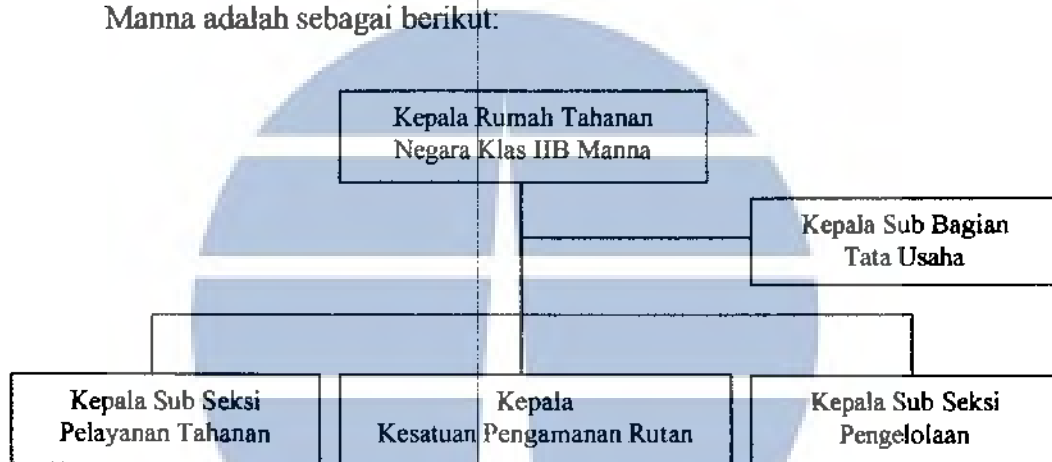 Manna adalah sebagai berikut:
Kepala Rumah Tahanan
Negara Klas IIB Manna
Kepala Sub Bagian
Tata Usaha
Kepala Sub Seksi
Pelayanan Tahanan
Kepala
Kesatuan Pengamanan Rutan
Kepala Sub Seksi
Pengelolaan